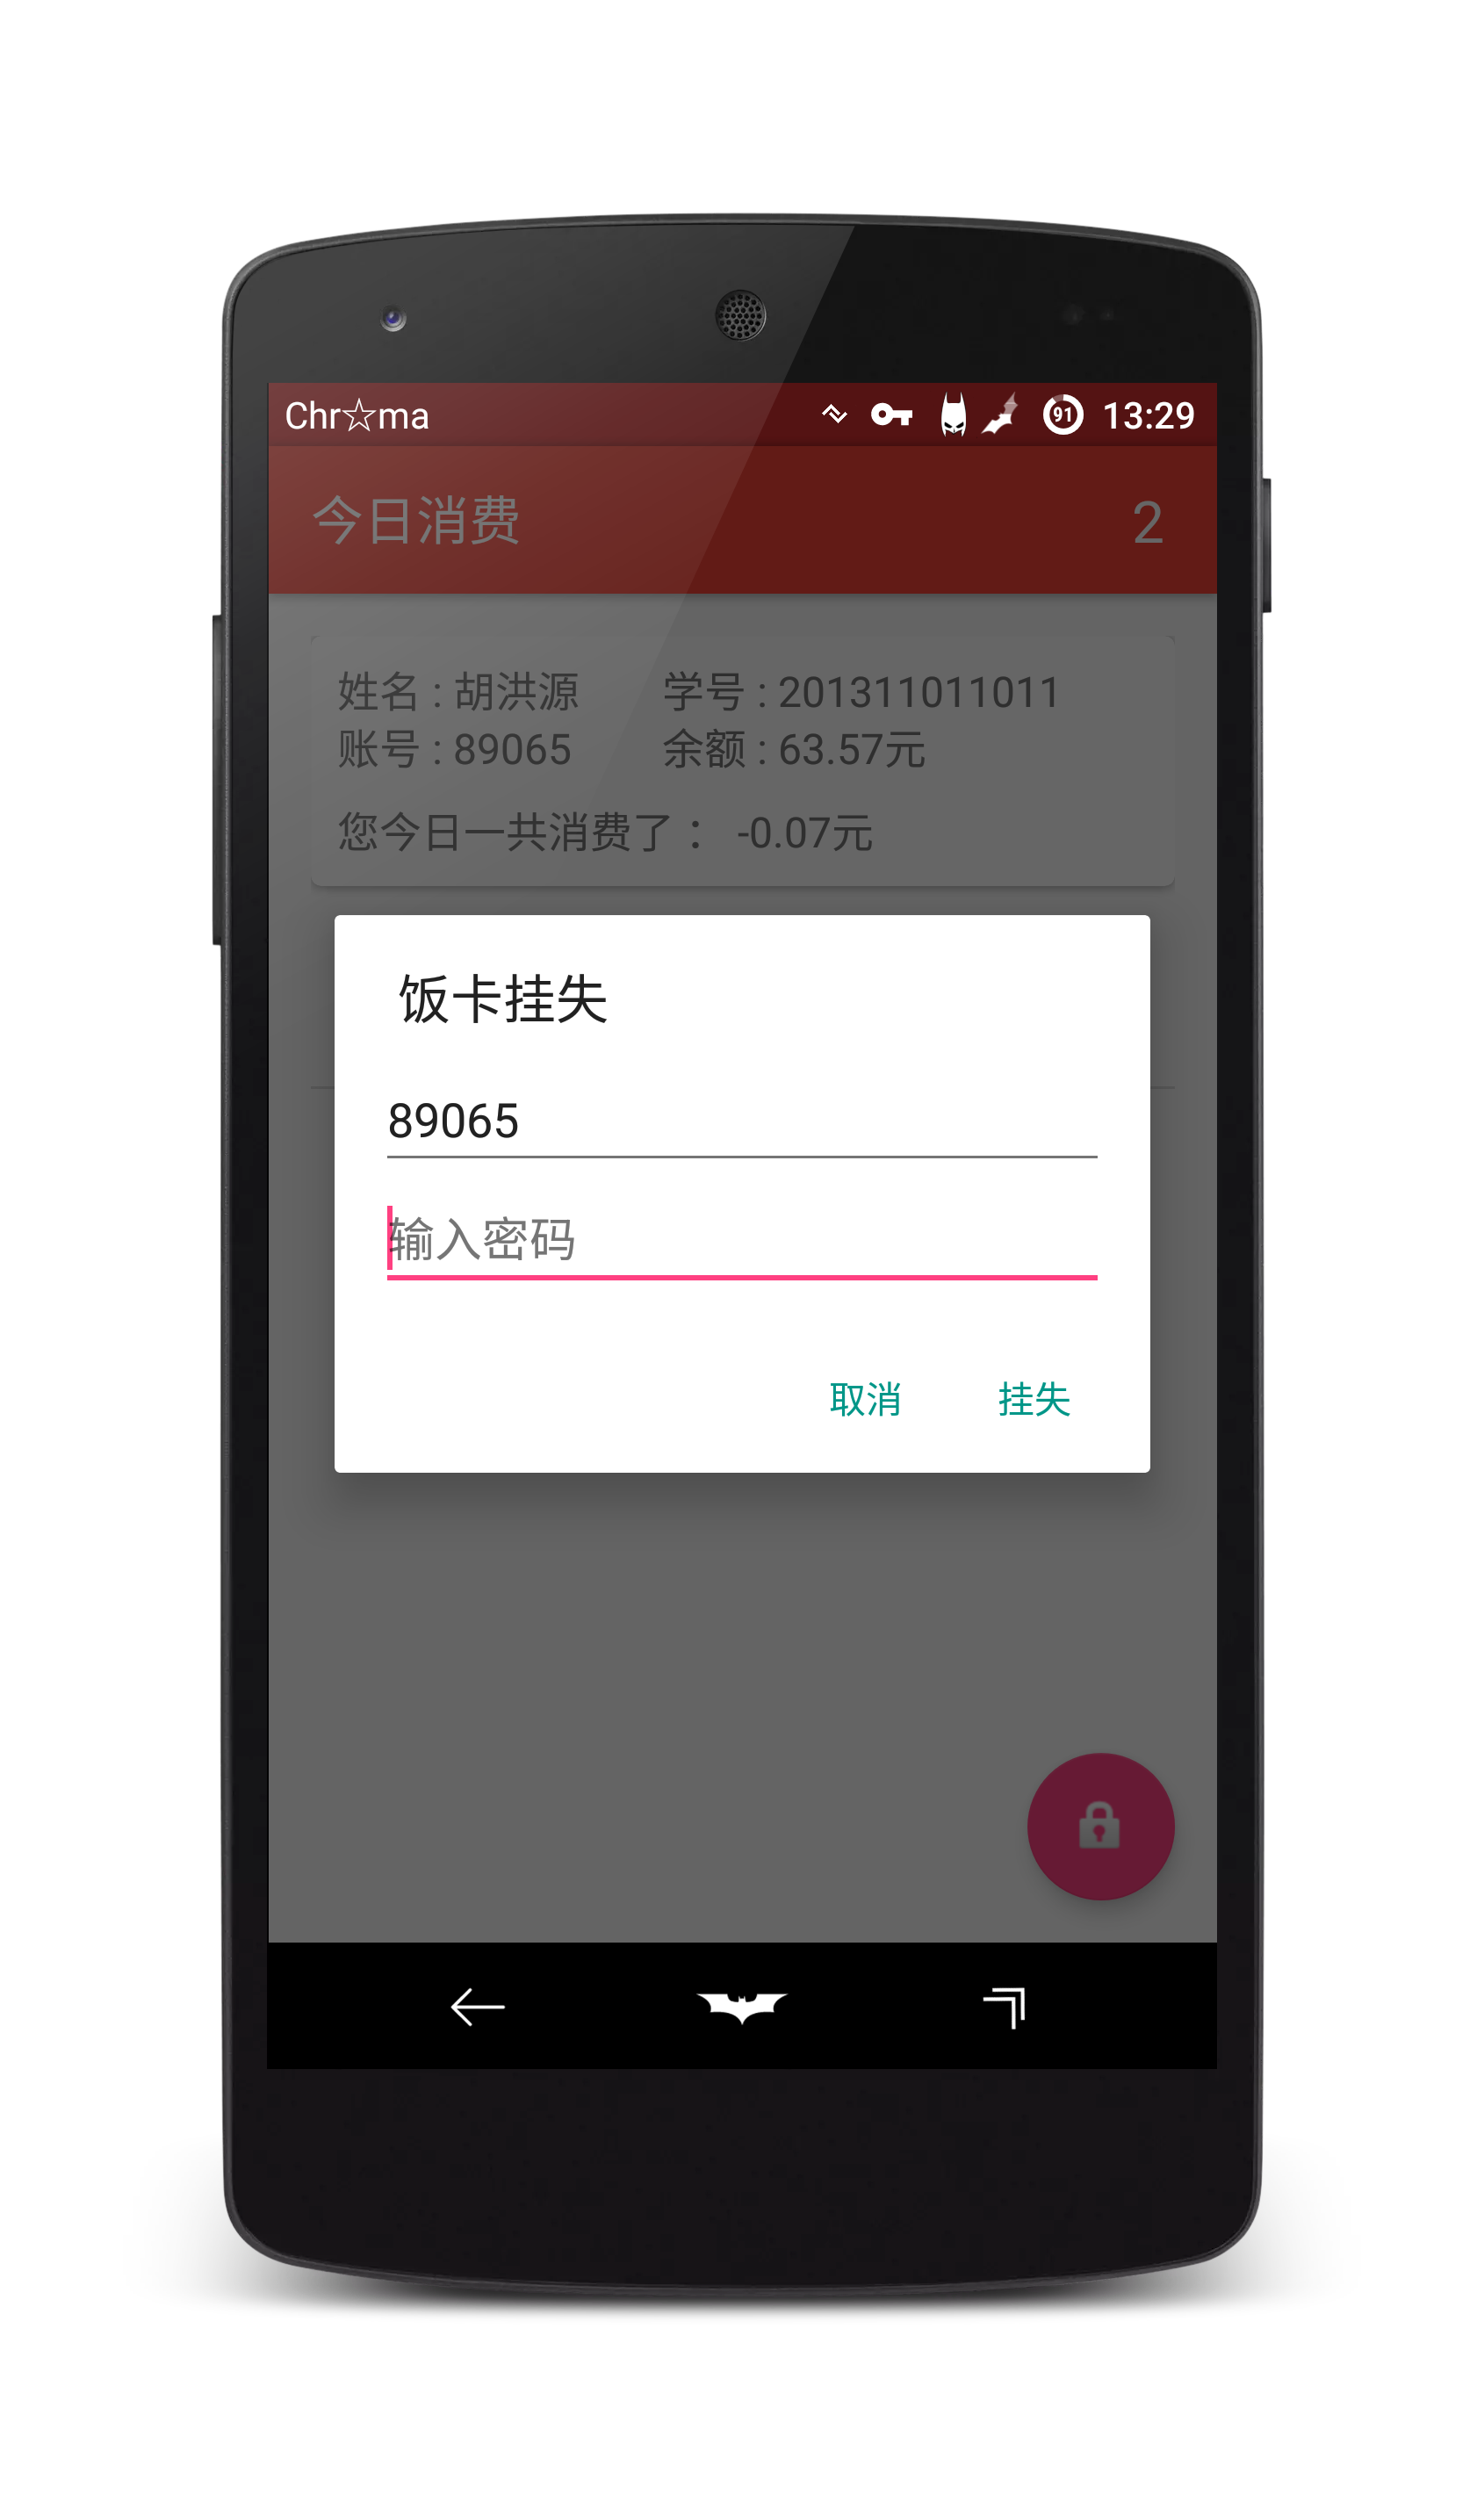 Chr☆ma 91 13:29
今日消费 2
姓名 : 胡洪源 学号 : 201311011011
账号 : 89065 余额 : 63.57元
您今日一共消费了： -0.07元
饭卡挂失
89065
输入密码
取消 挂失